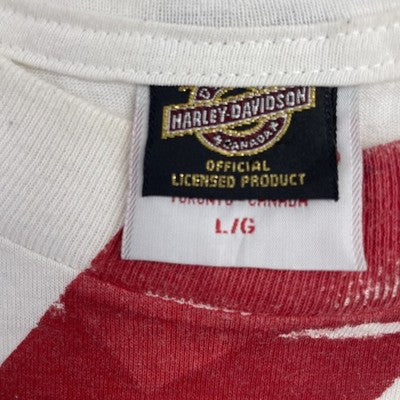 HARLEY-DAVIDSON
CANADA
OFFICIAL
LICENSED PRODUCT
TORONTO CANADA
L/G